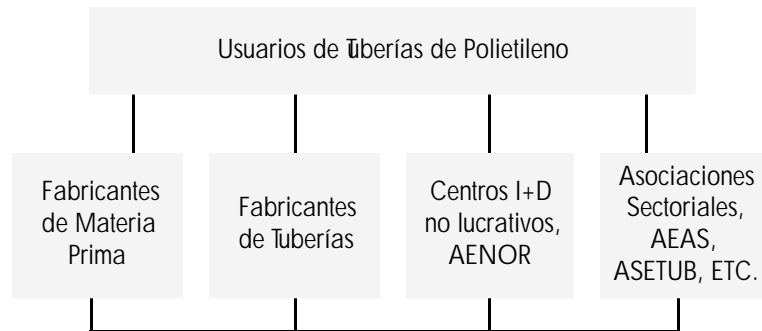 Usuarios de Tuberías de Polietileno
Fabricantes
de Materia
Prima
Fabricantes
de Tuberías
Centros I+D
no lucrativos,
AENOR
Asociaciones
Sectoriales,
AEAS,
ASETUB, ETC.